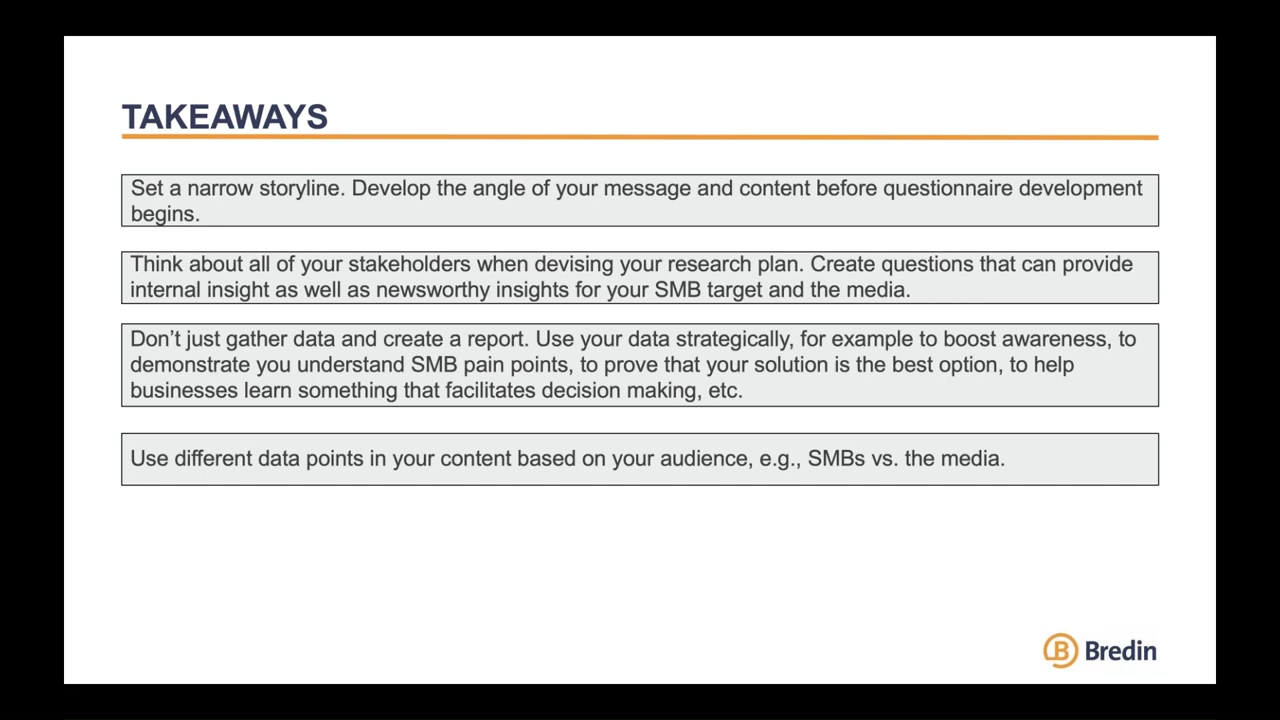 TAKEAWAYS
Set a narrow storyline. Develop the angle of your message and content before questionnaire development
begins.
Think about all of your stakeholders when devising your research plan. Create questions that can provide
internal insight as well as newsworthy insights for your SMB target and the media.
Don’t just gather data and create a report. Use your data strategically, for example to boost awareness, to
demonstrate you understand SMB pain points, to prove that your solution is the best option, to help
businesses learn something that facilitates decision making, etc.
Use different data points in your content based on your audience, e.g., SMBs vs. the media.
B Bredin